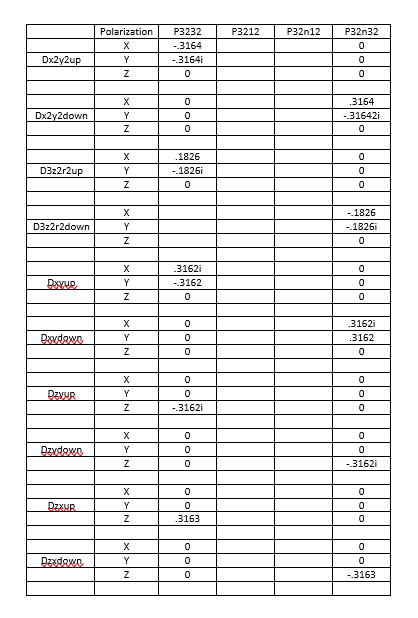 Polarization P3232 P3212 P32n12 P32n32
X -.3164 0
Dx2y2up Y -.3164i 0
Z 0 0
X 0 .3164
Dx2y2down Y 0 -.31642i
Z 0 0
X .1826 0
D3z2r2up Y -.1826i 0
Z 0 0
X -.1826
D3z2r2down Y -.1826i
Z 0
X .3162i 0
Dxyup Y -.3162 0
Z 0 0
X 0 .3162i
Dxydown Y 0 .3162
Z 0 0
X 0 0
Dzyup Y 0 0
Z -.3162i 0
X 0 0
Dzydown Y 0 0
Z 0 -.3162i
X 0 0
Dzxup Y 0 0
Z .3163 0
X 0 0
Dzxdown Y 0 0
Z 0 -.3163